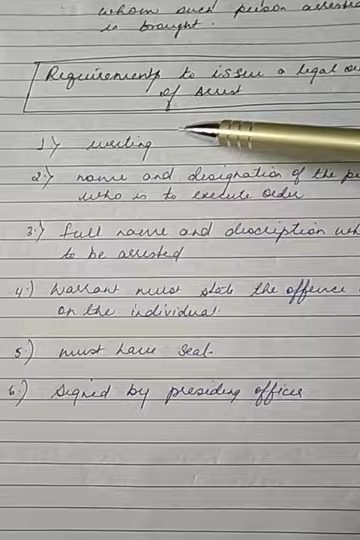 whom such person arrested
is brought.
Requirements to issue a legal
of arrest
1.) writing
2.) name and designation of the
who is to execute order
3.) full name and description
to be arrested
4.) Warrant must state the offence
on the individual.
5.) must have seal.
6.) Signed by presiding officer